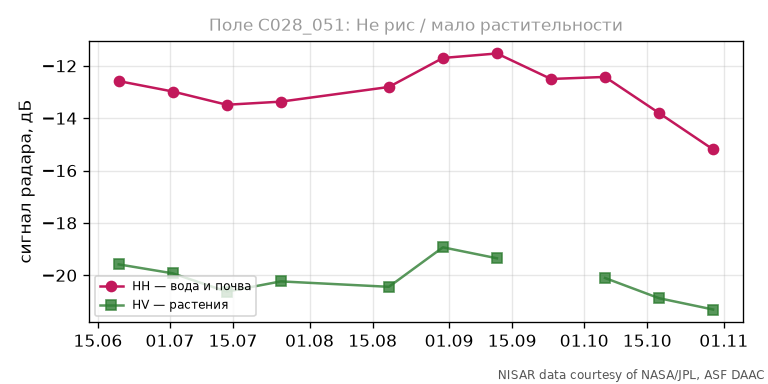 Поле C028_051: Не рис / мало растительности
сигнал радара, дБ
−12
−14
−16
−18
−20
HH — вода и почва
HV — растения
15.06 01.07 15.07 01.08 15.08 01.09 15.09 01.10 15.10 01.11
NISAR data courtesy of NASA/JPL, ASF DAAC